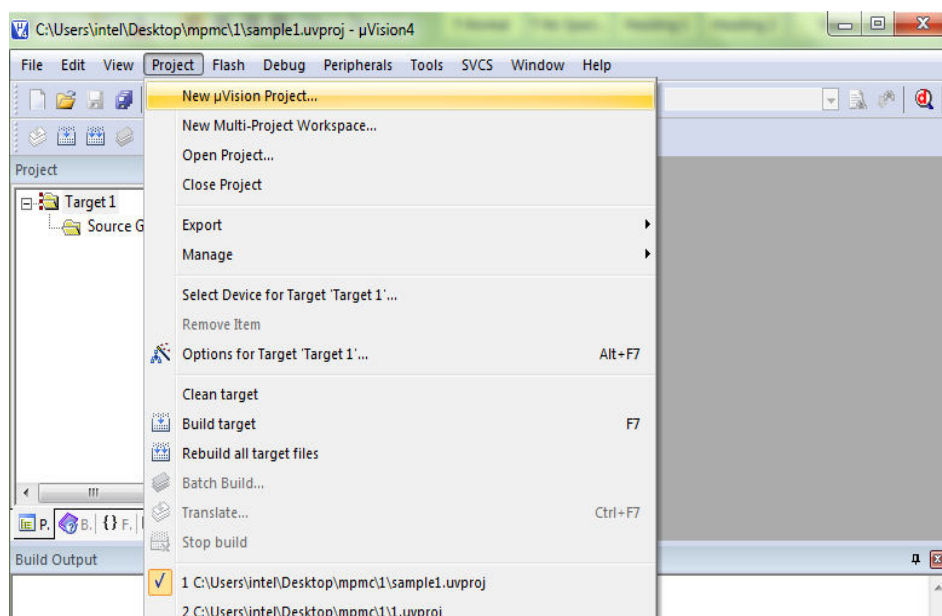 C:\Users\intel\Desktop\mpmc\1\sample1.uvproj - µVision4
File Edit View Project Flash Debug Peripherals Tools SVCS Window Help
New µVision Project...
New Multi-Project Workspace...
Open Project...
Project
Close Project
Target 1
Source G
Export
Manage
Select Device for Target 'Target 1'...
Remove Item
Options for Target 'Target 1'... Alt+F7
Clean target
Build target F7
Rebuild all target files
Batch Build...
Translate... Ctrl+F7
Stop build
P. B. {} F.
Build Output
1 C:\Users\intel\Desktop\mpmc\1\sample1.uvproj
2 C:\Users\intel\Desktop\mpmc\1\1.uvproj